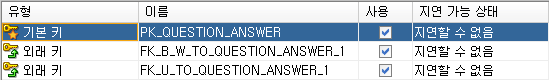 유형 이름 사용 지연 가능 상태
기본 키 PK_QUESTION_ANSWER 지연할 수 없음
외래 키 FK_B_W_TO_QUESTION_ANSWER_1 지연할 수 없음
외래 키 FK_U_TO_QUESTION_ANSWER_1 지연할 수 없음